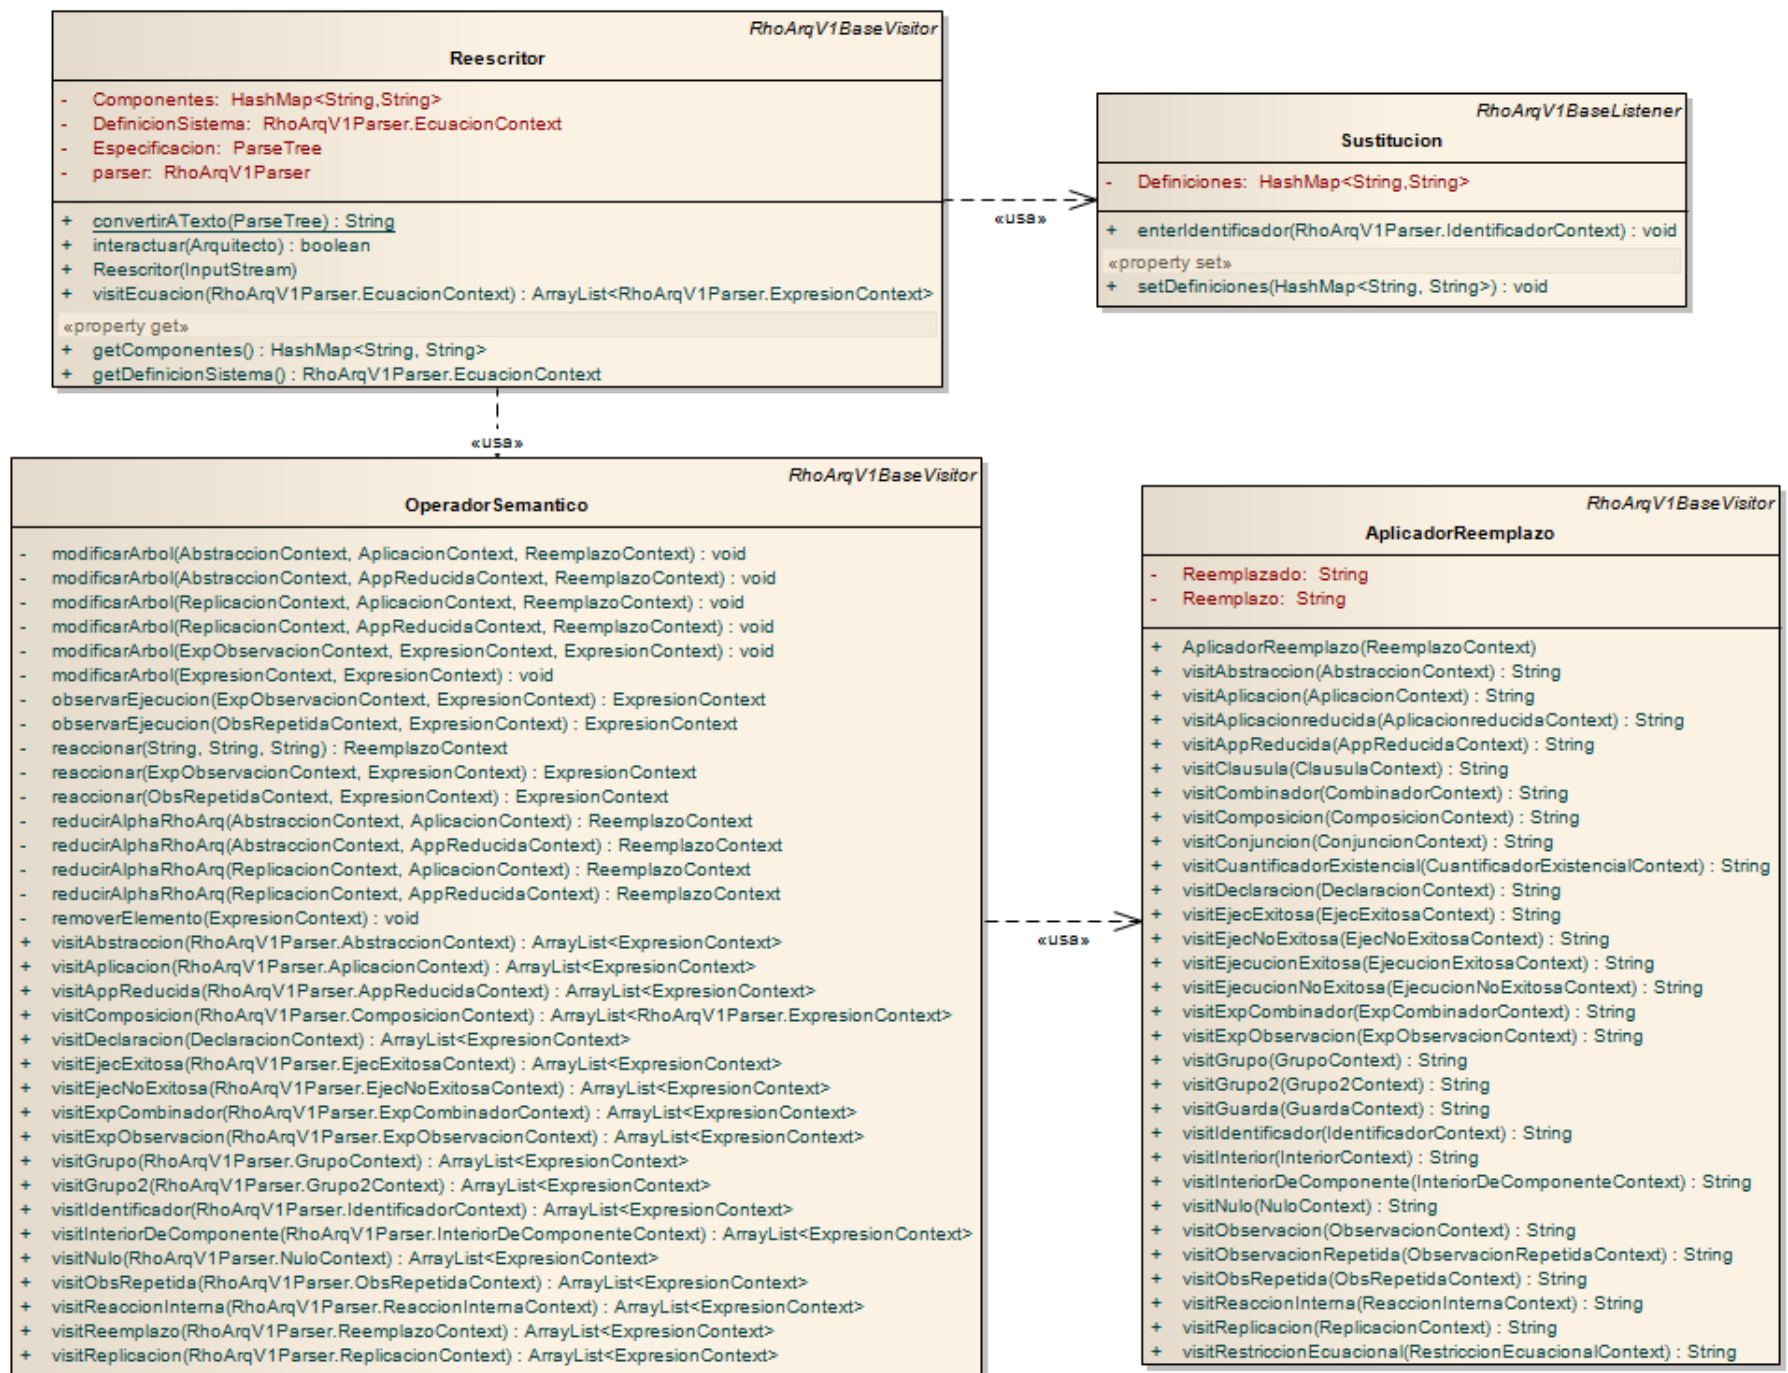 RhoArqV1BaseVisitor
Reescritor
- Componentes: HashMap<String,String>
- DefinicionSistema: RhoArqV1Parser.EcuacionContext
- Especificacion: ParseTree
- parser: RhoArqV1Parser
+ convertirATexto(ParseTree) : String
+ interactuar(Arquitecto) : boolean
+ Reescritor(InputStream)
+ visitEcuacion(RhoArqV1Parser.EcuacionContext) : ArrayList<RhoArqV1Parser.ExpresionContext>
«property get»
+ getComponentes() : HashMap<String, String>
+ getDefinicionSistema() : RhoArqV1Parser.EcuacionContext
«usa»
RhoArqV1BaseListener
Sustitucion
- Definiciones: HashMap<String,String>
+ enterIdentificador(RhoArqV1Parser.IdentificadorContext) : void
«property set»
+ setDefiniciones(HashMap<String, String>) : void
«usa»
RhoArqV1BaseVisitor
OperadorSemantico
- modificarArbol(AbstraccionContext, AplicacionContext, ReemplazoContext) : void
- modificarArbol(AbstraccionContext, AppReducidaContext, ReemplazoContext) : void
- modificarArbol(ReplicacionContext, AplicacionContext, ReemplazoContext) : void
- modificarArbol(ReplicacionContext, AppReducidaContext, ReemplazoContext) : void
- modificarArbol(ExpObservacionContext, ExpresionContext, ExpresionContext) : void
- modificarArbol(ExpresionContext, ExpresionContext) : void
- observarEjecucion(ExpObservacionContext, ExpresionContext) : ExpresionContext
- observarEjecucion(ObsRepetidaContext, ExpresionContext) : ExpresionContext
- reaccionar(String, String, String) : ReemplazoContext
- reaccionar(ExpObservacionContext, ExpresionContext) : ExpresionContext
- reaccionar(ObsRepetidaContext, ExpresionContext) : ExpresionContext
- reducirAlphaRhoArq(AbstraccionContext, AplicacionContext) : ReemplazoContext
- reducirAlphaRhoArq(AbstraccionContext, AppReducidaContext) : ReemplazoContext
- reducirAlphaRhoArq(ReplicacionContext, AplicacionContext) : ReemplazoContext
- reducirAlphaRhoArq(ReplicacionContext, AppReducidaContext) : ReemplazoContext
- removerElemento(ExpresionContext) : void
+ visitAbstraccion(RhoArqV1Parser.AbstraccionContext) : ArrayList<ExpresionContext>
+ visitAplicacion(RhoArqV1Parser.AplicacionContext) : ArrayList<ExpresionContext>
+ visitAppReducida(RhoArqV1Parser.AppReducidaContext) : ArrayList<ExpresionContext>
+ visitComposicion(RhoArqV1Parser.ComposicionContext) : ArrayList<RhoArqV1Parser.ExpresionContext>
+ visitDeclaracion(DeclaracionContext) : ArrayList<ExpresionContext>
+ visitEjecExitosa(RhoArqV1Parser.EjecExitosaContext) : ArrayList<ExpresionContext>
+ visitEjecNoExitosa(RhoArqV1Parser.EjecNoExitosaContext) : ArrayList<ExpresionContext>
+ visitExpCombinador(RhoArqV1Parser.ExpCombinadorContext) : ArrayList<ExpresionContext>
+ visitExpObservacion(RhoArqV1Parser.ExpObservacionContext) : ArrayList<ExpresionContext>
+ visitGrupo(RhoArqV1Parser.GrupoContext) : ArrayList<ExpresionContext>
+ visitGrupo2(RhoArqV1Parser.Grupo2Context) : ArrayList<ExpresionContext>
+ visitIdentificador(RhoArqV1Parser.IdentificadorContext) : ArrayList<ExpresionContext>
+ visitInteriorDeComponente(RhoArqV1Parser.InteriorDeComponenteContext) : ArrayList<ExpresionContext>
+ visitNulo(RhoArqV1Parser.NuloContext) : ArrayList<ExpresionContext>
+ visitObsRepetida(RhoArqV1Parser.ObsRepetidaContext) : ArrayList<ExpresionContext>
+ visitReaccionInterna(RhoArqV1Parser.ReaccionInternaContext) : ArrayList<ExpresionContext>
+ visitReemplazo(RhoArqV1Parser.ReemplazoContext) : ArrayList<ExpresionContext>
+ visitReplicacion(RhoArqV1Parser.ReplicacionContext) : ArrayList<ExpresionContext>
«usa»
RhoArqV1BaseVisitor
AplicadorReemplazo
- Reemplazado: String
- Reemplazo: String
+ AplicadorReemplazo(ReemplazoContext)
+ visitAbstraccion(AbstraccionContext) : String
+ visitAplicacion(AplicacionContext) : String
+ visitAplicacionreducida(AplicacionreducidaContext) : String
+ visitAppReducida(AppReducidaContext) : String
+ visitClausula(ClausulaContext) : String
+ visitCombinador(CombinadorContext) : String
+ visitComposicion(ComposicionContext) : String
+ visitConjuncion(ConjuncionContext) : String
+ visitCuantificadorExistencial(CuantificadorExistencialContext) : String
+ visitDeclaracion(DeclaracionContext) : String
+ visitEjecExitosa(EjecExitosaContext) : String
+ visitEjecNoExitosa(EjecNoExitosaContext) : String
+ visitEjecucionExitosa(EjecucionExitosaContext) : String
+ visitEjecucionNoExitosa(EjecucionNoExitosaContext) : String
+ visitExpCombinador(ExpCombinadorContext) : String
+ visitExpObservacion(ExpObservacionContext) : String
+ visitGrupo(GrupoContext) : String
+ visitGrupo2(Grupo2Context) : String
+ visitGuarda(GuardaContext) : String
+ visitIdentificador(IdentificadorContext) : String
+ visitInterior(InteriorContext) : String
+ visitInteriorDeComponente(InteriorDeComponenteContext) : String
+ visitNulo(NuloContext) : String
+ visitObservacion(ObservacionContext) : String
+ visitObservacionRepetida(ObservacionRepetidaContext) : String
+ visitObsRepetida(ObsRepetidaContext) : String
+ visitReaccionInterna(ReaccionInternaContext) : String
+ visitReplicacion(ReplicacionContext) : String
+ visitRestriccionEcuacional(RestriccionEcuacionalContext) : String